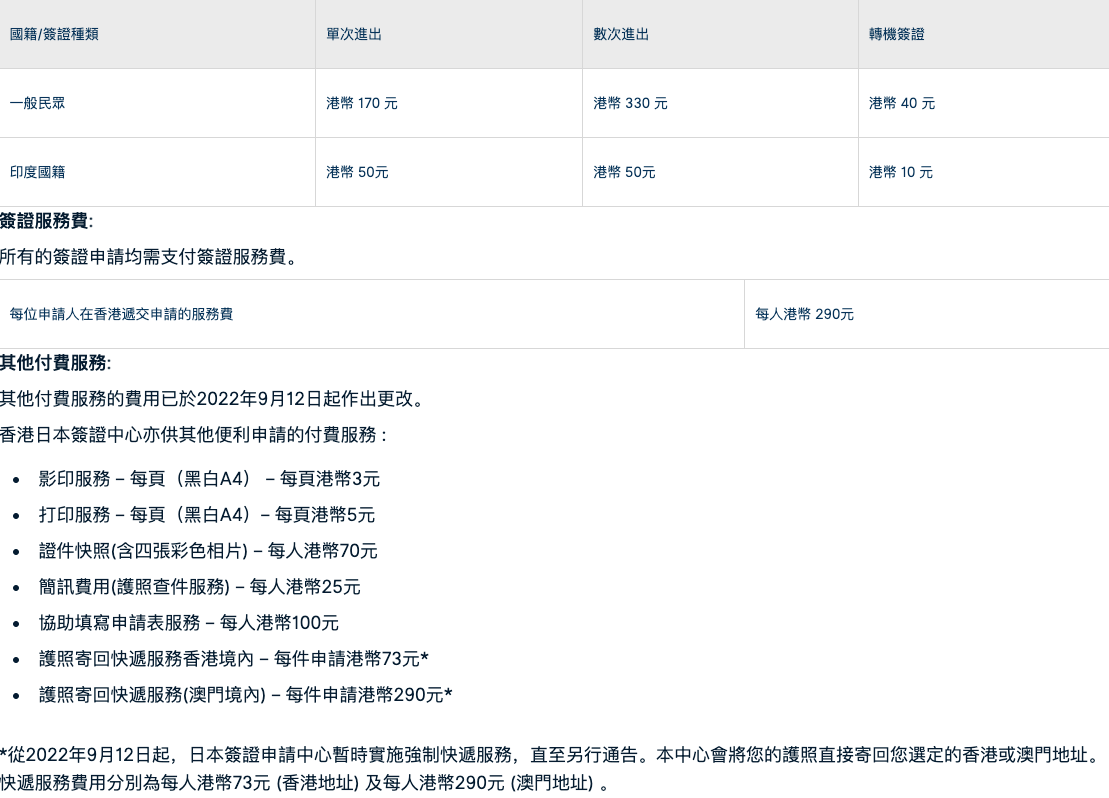 國籍/簽證種類 單次進出 數次進出 轉機簽證
一般民眾 港幣 170 元 港幣 330 元 港幣 40 元
印度國籍 港幣 50元 港幣 50元 港幣 10 元
簽證服務費:
所有的簽證申請均需支付簽證服務費。
每位申請人在香港遞交申請的服務費 每人港幣 290元
其他付費服務:
其他付費服務的費用已於2022年9月12日起作出更改。
香港日本簽證中心亦供其他便利申請的付費服務 :
• 影印服務 – 每頁（黑白A4） – 每頁港幣3元
• 打印服務 – 每頁（黑白A4）– 每頁港幣5元
• 證件快照(含四張彩色相片) – 每人港幣70元
• 簡訊費用(護照查件服務) – 每人港幣25元
• 協助填寫申請表服務 – 每人港幣100元
• 護照寄回快遞服務香港境內 – 每件申請港幣73元*
• 護照寄回快遞服務(澳門境內) – 每件申請港幣290元*
*從2022年9月12日起，日本簽證申請中心暫時實施強制快遞服務，直至另行通告。本中心會將您的護照直接寄回您選定的香港或澳門地址。
快遞服務費用分別為每人港幣73元 (香港地址) 及每人港幣290元 (澳門地址) 。